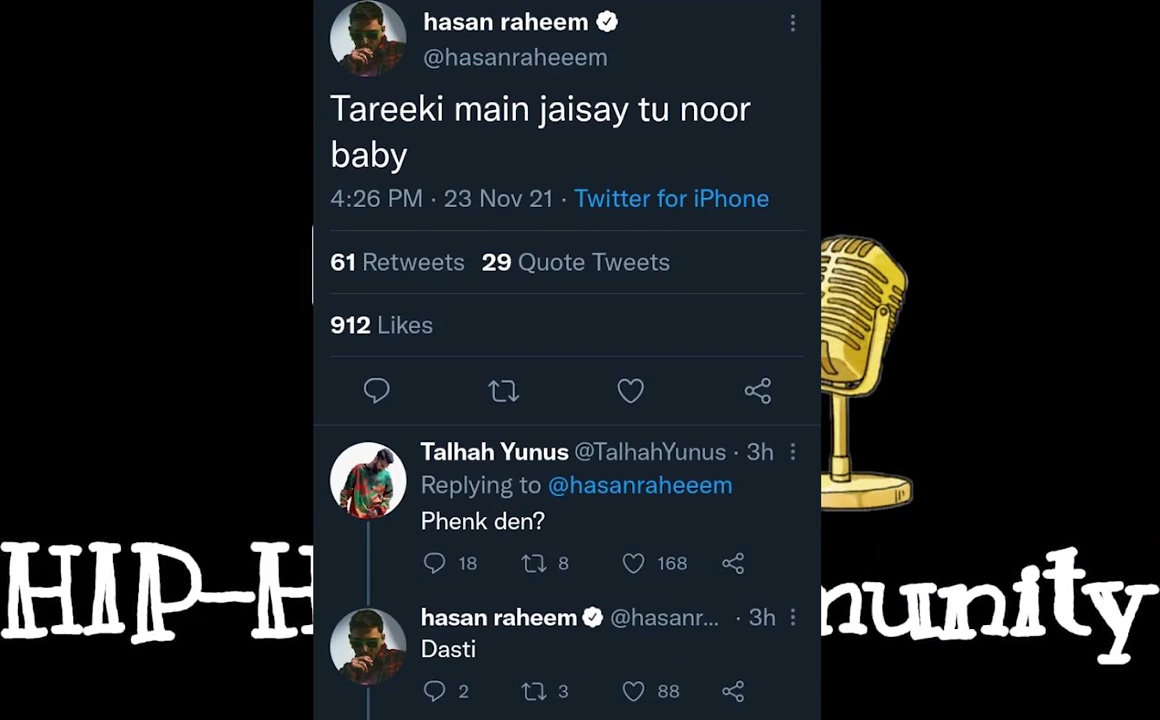 hasan raheem
@hasanraheeem
Tareeki main jaisay tu noor
baby
4:26 PM · 23 Nov 21 · Twitter for iPhone
61 Retweets 29 Quote Tweets
912 Likes
Talhah Yunus @TalhahYunus · 3h
Replying to @hasanraheeem
Phenk den?
18 8 168
hasan raheem @hasanr... · 3h
Dasti
2 3 88
HIP-H munity